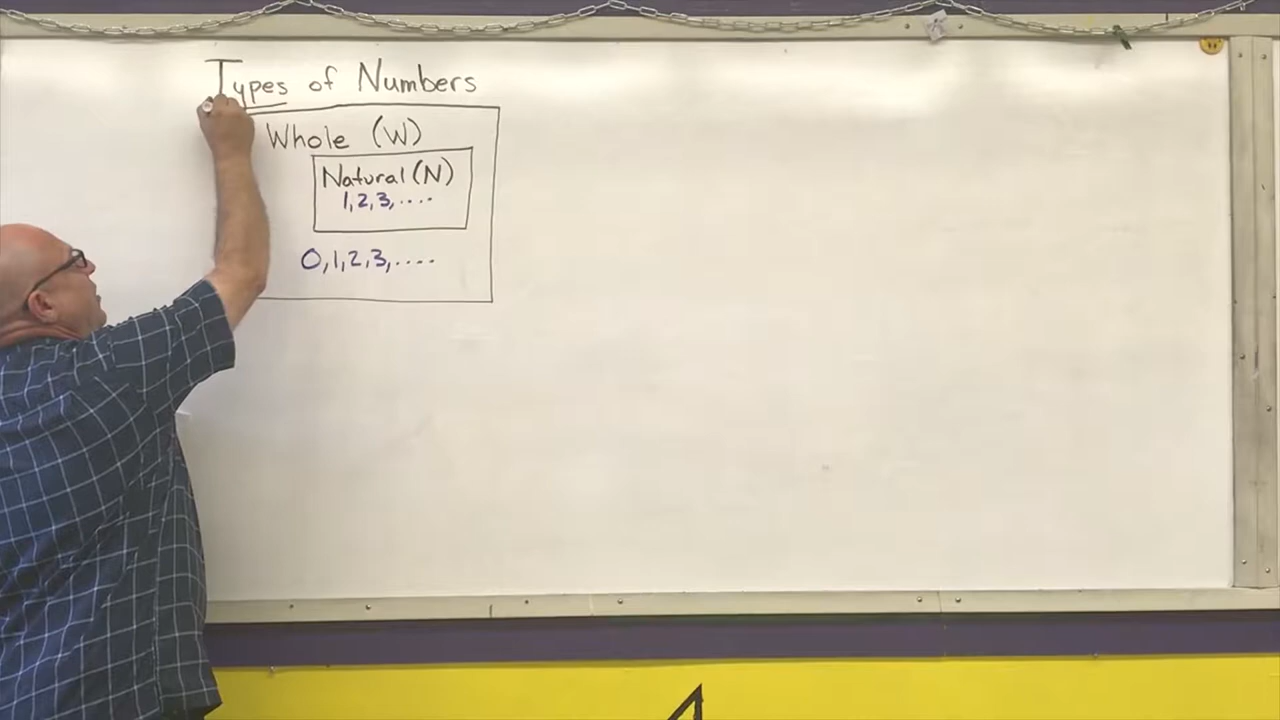 Types of Numbers
Whole (W)
Natural (N)
1,2,3,....
0,1,2,3,....